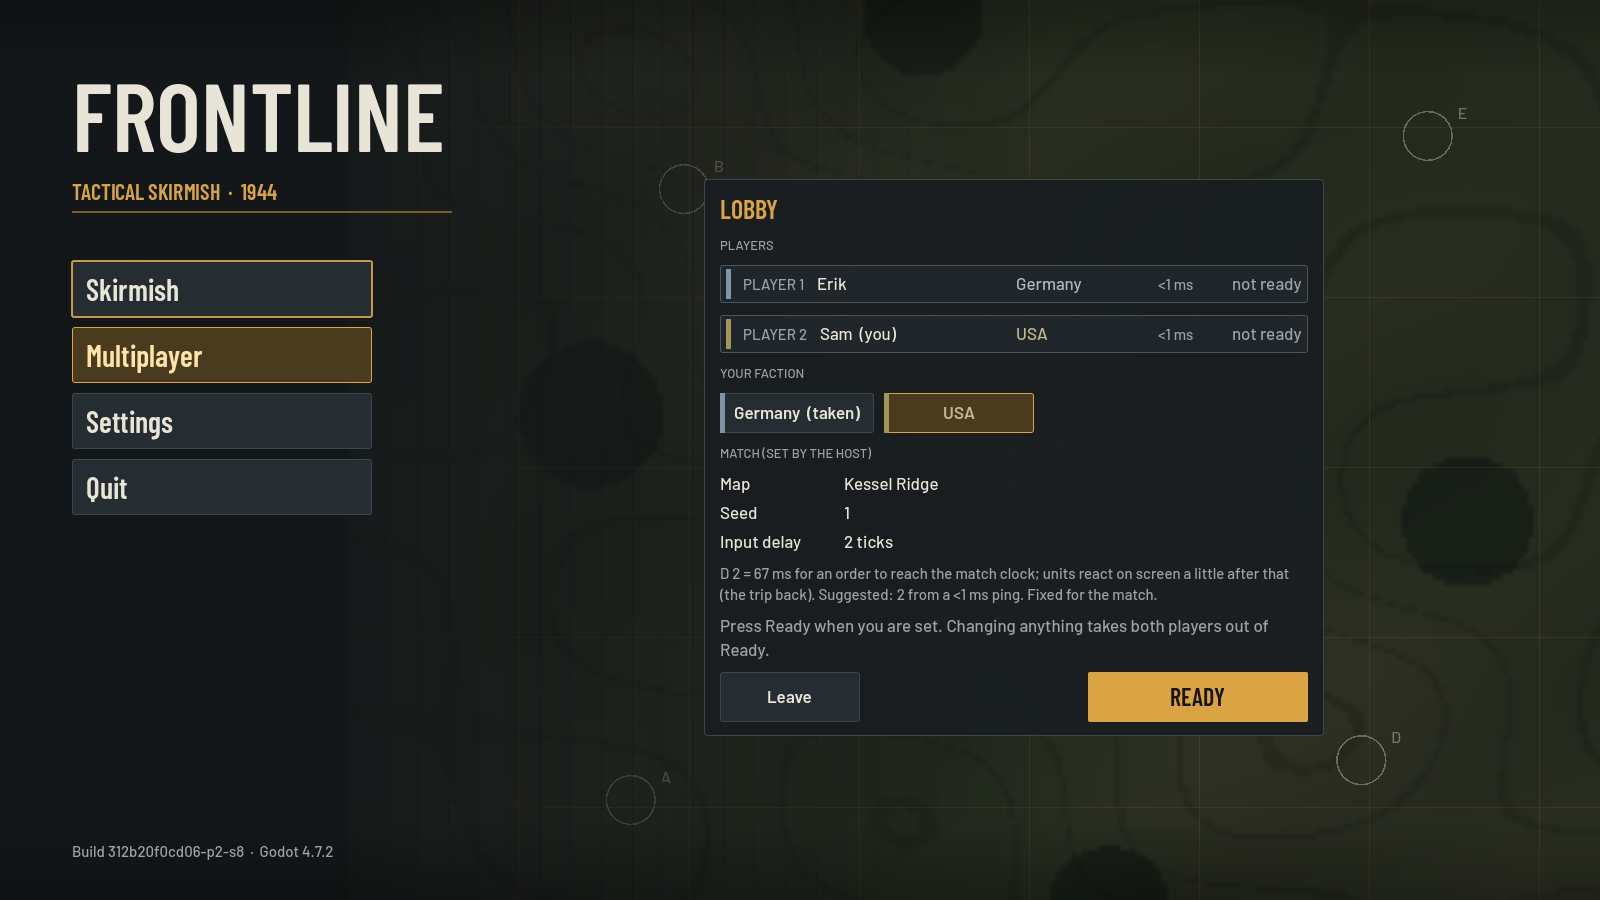 FRONTLINE
TACTICAL SKIRMISH · 1944
Skirmish
Multiplayer
Settings
Quit
Build 312b20f0cd06-p2-s8 · Godot 4.7.2
B
E
LOBBY
PLAYERS
PLAYER 1 Erik Germany <1 ms not ready
PLAYER 2 Sam (you) USA <1 ms not ready
YOUR FACTION
Germany (taken) USA
MATCH (SET BY THE HOST)
Map Kessel Ridge
Seed 1
Input delay 2 ticks
D 2 = 67 ms for an order to reach the match clock; units react on screen a little after that
(the trip back). Suggested: 2 from a <1 ms ping. Fixed for the match.
Press Ready when you are set. Changing anything takes both players out of
Ready.
Leave READY
D
A